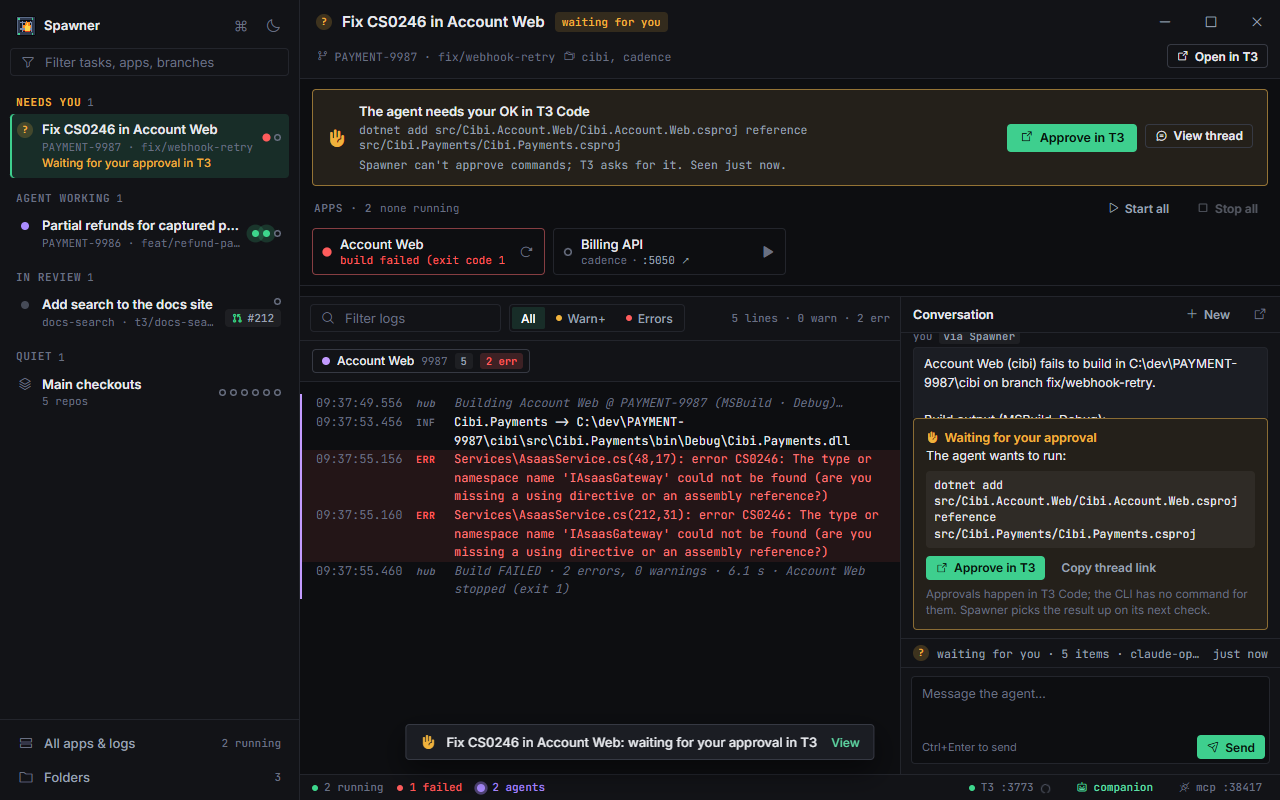 Spawner
Filter tasks, apps, branches
NEEDS YOU 1
? Fix CS0246 in Account Web
PAYMENT-9987 · fix/webhook-retry
Waiting for your approval in T3
AGENT WORKING 1
Partial refunds for captured p…
PAYMENT-9986 · feat/refund-pa…
IN REVIEW 1
Add search to the docs site
docs-search · t3/docs-sea…
#212
QUIET 1
Main checkouts
5 repos
All apps & logs 2 running
Folders 3
? Fix CS0246 in Account Web waiting for you
PAYMENT-9987 · fix/webhook-retry cibi, cadence
Open in T3
The agent needs your OK in T3 Code
dotnet add src/Cibi.Account.Web/Cibi.Account.Web.csproj reference
src/Cibi.Payments/Cibi.Payments.csproj
Spawner can't approve commands; T3 asks for it. Seen just now.
Approve in T3
View thread
APPS · 2 none running
Start all
Stop all
Account Web
build failed (exit code 1
Billing API
cadence · :5050 ↗
Filter logs
All
Warn+
Errors
5 lines · 0 warn · 2 err
Account Web 9987 5 2 err
09:37:49.556 hub Building Account Web @ PAYMENT-9987 (MSBuild · Debug)…
09:37:53.456 INF Cibi.Payments → C:\dev\PAYMENT-
9987\cibi\src\Cibi.Payments\bin\Debug\Cibi.Payments.dll
09:37:55.156 ERR Services\AsaasService.cs(48,17): error CS0246: The type or
namespace name 'IAsaasGateway' could not be found (are you
missing a using directive or an assembly reference?)
09:37:55.160 ERR Services\AsaasService.cs(212,31): error CS0246: The type or
namespace name 'IAsaasGateway' could not be found (are you
missing a using directive or an assembly reference?)
09:37:55.460 hub Build FAILED · 2 errors, 0 warnings · 6.1 s · Account Web
stopped (exit 1)
Conversation
New
you via Spawner
Account Web (cibi) fails to build in C:\dev\PAYMENT-
9987\cibi on branch fix/webhook-retry.
Build output (MSBuild, Debug):
Waiting for your approval
The agent wants to run:
dotnet add
src/Cibi.Account.Web/Cibi.Account.Web.csproj
reference
src/Cibi.Payments/Cibi.Payments.csproj
Approve in T3
Copy thread link
Approvals happen in T3 Code; the CLI has no command for
them. Spawner picks the result up on its next check.
? waiting for you · 5 items · claude-op… just now
Message the agent…
Ctrl+Enter to send
Send
Fix CS0246 in Account Web: waiting for your approval in T3 View
2 running 1 failed 2 agents
T3 :3773 companion mcp :38417